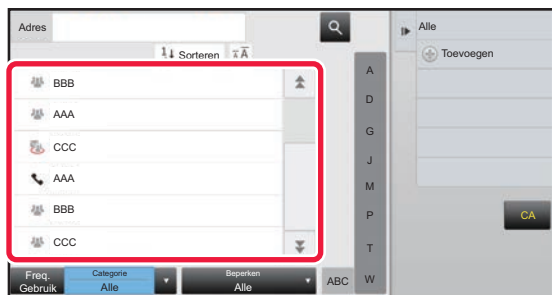 Adres
Sorteren
BBB
AAA
CCC
AAA
BBB
CCC
A
D
G
J
M
P
T
W
ABC
Freq.
Gebruik
Categorie
Alle
Beperken
Alle
Alle
Toevoegen
CA